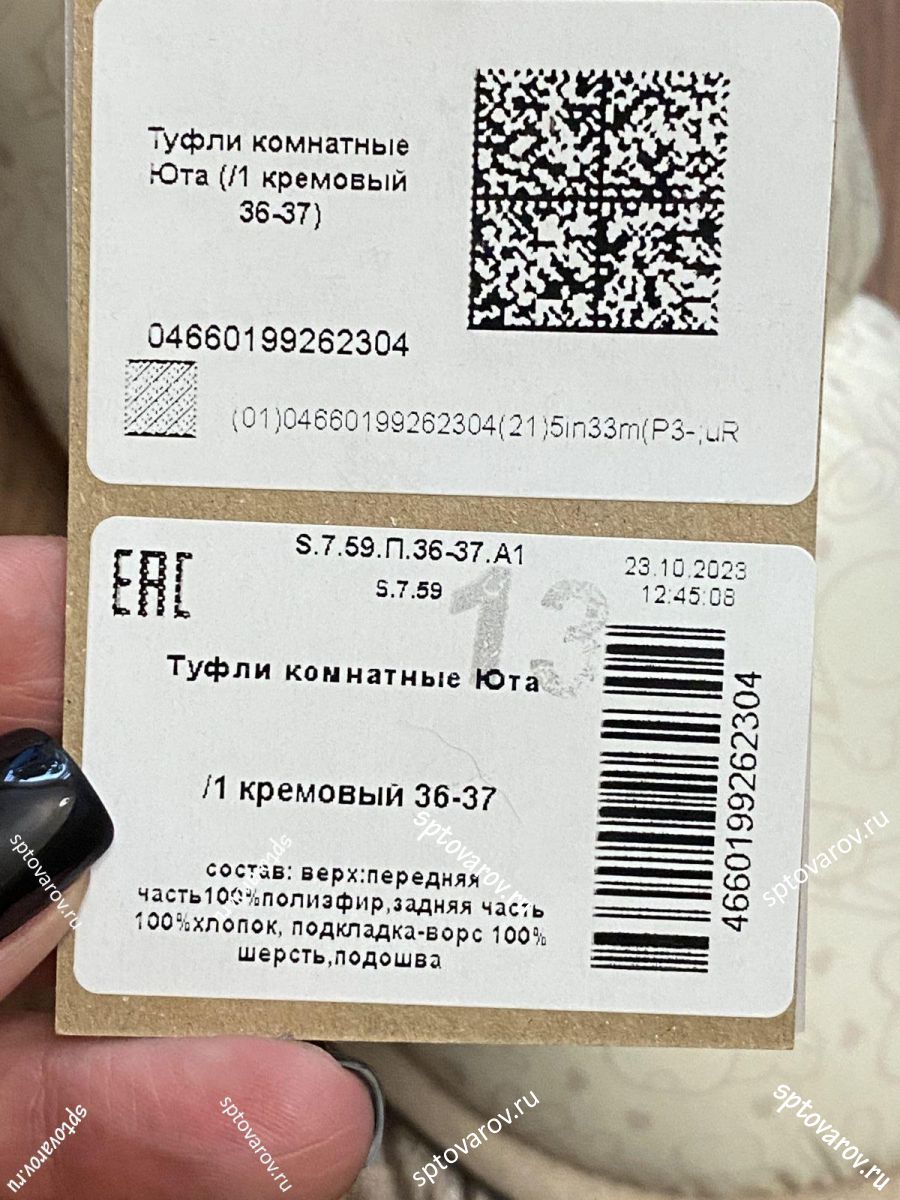 Туфли комнатные
Юта (/1 кремовый
36-37)
04660199262304
(01)04660199262304(21)5in33m(P3-;uR
EAC
S.7.59.П.36-37.А1
S.7.59
13
23.10.2023
12:45:08
Туфли комнатные Юта
/1 кремовый 36-37
состав: верх:передняя
часть100%полиэфир,задняя часть
100%хлопок, подкладка-ворс 100%
шерсть,подошва
4660199262304
sptovarov.ru
sptovarov.ru
sptovarov.ru
sptovarov.ru
sptovarov.ru
sptovarov.ru
sptovarov.ru